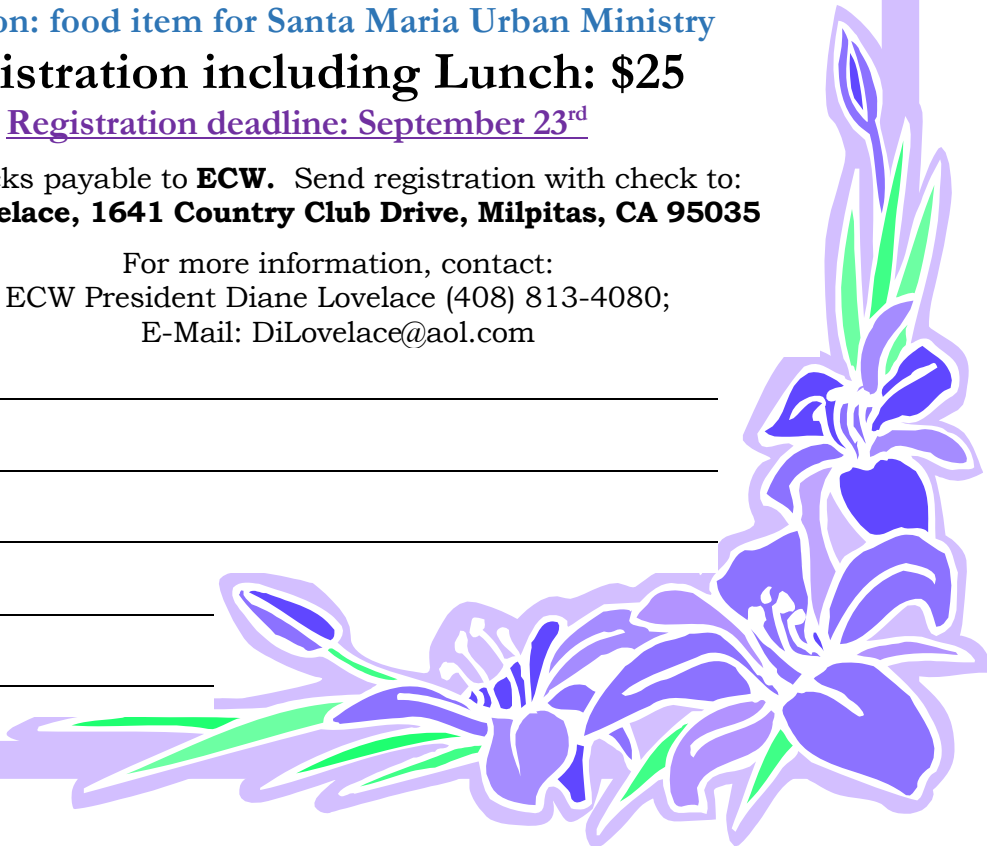 on: food item for Santa Maria Urban Ministry
istration including Lunch: $25
Registration deadline: September 23rd
ks payable to ECW. Send registration with check to:
elace, 1641 Country Club Drive, Milpitas, CA 95035
For more information, contact:
ECW President Diane Lovelace (408) 813-4080;
E-Mail: DiLovelace@aol.com